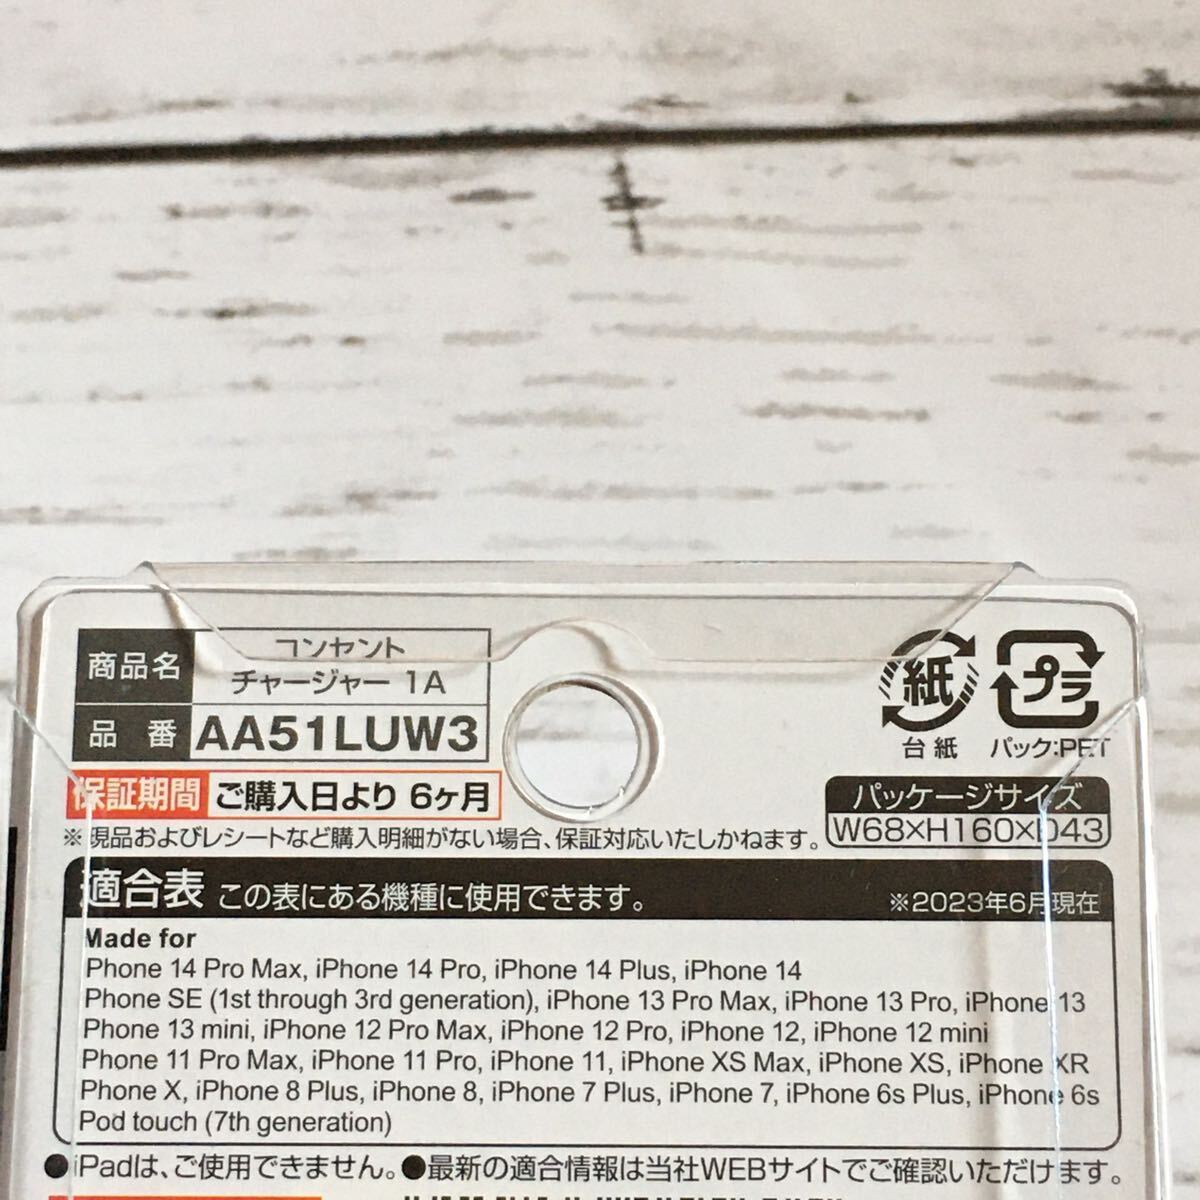 商品名
コンセント
チャージャー 1A
品番 AA51LUW3
紙
プラ
台紙 パック:PET
保証期間 ご購入日より 6ヶ月
パッケージサイズ
W68×H160×D43
※現品およびレシートなど購入明細がない場合、保証対応いたしかねます。
適合表 この表にある機種に使用できます。 ※2023年6月現在
Made for
Phone 14 Pro Max, iPhone 14 Pro, iPhone 14 Plus, iPhone 14
Phone SE (1st through 3rd generation), iPhone 13 Pro Max, iPhone 13 Pro, iPhone 13
Phone 13 mini, iPhone 12 Pro Max, iPhone 12 Pro, iPhone 12, iPhone 12 mini
Phone 11 Pro Max, iPhone 11 Pro, iPhone 11, iPhone XS Max, iPhone XS, iPhone XR
Phone X, iPhone 8 Plus, iPhone 8, iPhone 7 Plus, iPhone 7, iPhone 6s Plus, iPhone 6s
Pod touch (7th generation)
●iPadは、ご使用できません。●最新の適合情報は当社WEBサイトでご確認いただけます。